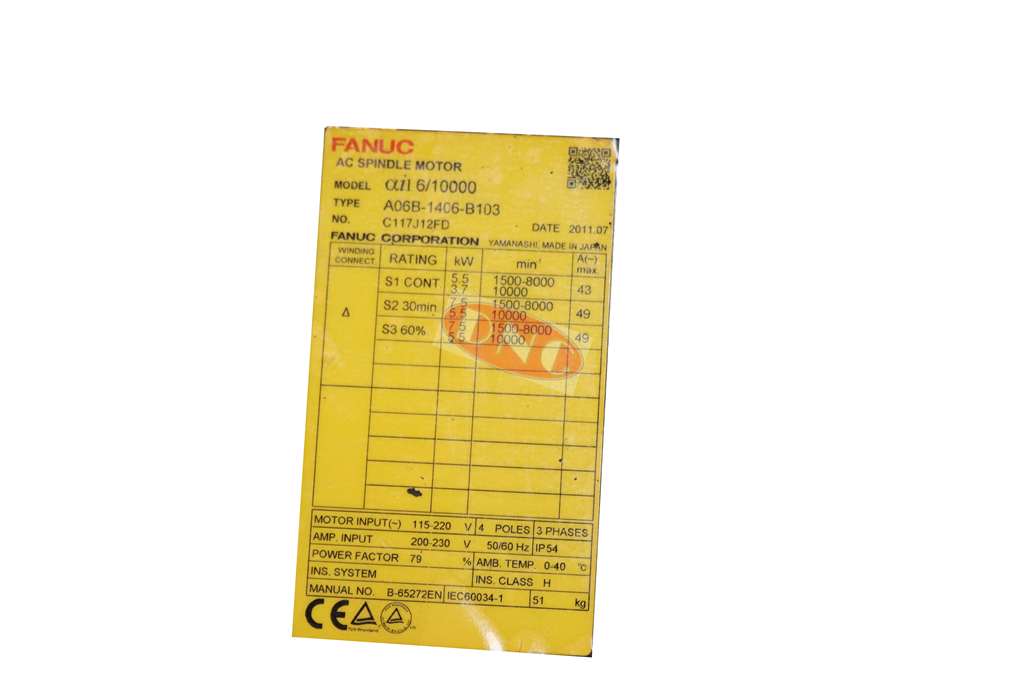 FANUC
AC SPINDLE MOTOR
MODEL αiI 6/10000
TYPE A06B-1406-B103
NO. C117J12FD DATE 2011.07
FANUC CORPORATION YAMANASHI, MADE IN JAPAN
WINDING CONNECT. RATING kW min⁻¹ A(~) max.
S1 CONT 5.5 1500-8000 43
3.7 10000
Δ S2 30min 7.5 1500-8000 49
5.5 10000
S3 60% 7.5 1500-8000 49
5.5 10000
DNC
MOTOR INPUT(~) 115-220 V 4 POLES 3 PHASES
AMP. INPUT 200-230 V 50/60 Hz IP54
POWER FACTOR 79 % AMB. TEMP. 0-40 ℃
INS. SYSTEM INS. CLASS H
MANUAL NO. B-65272EN IEC60034-1 51 kg
CE